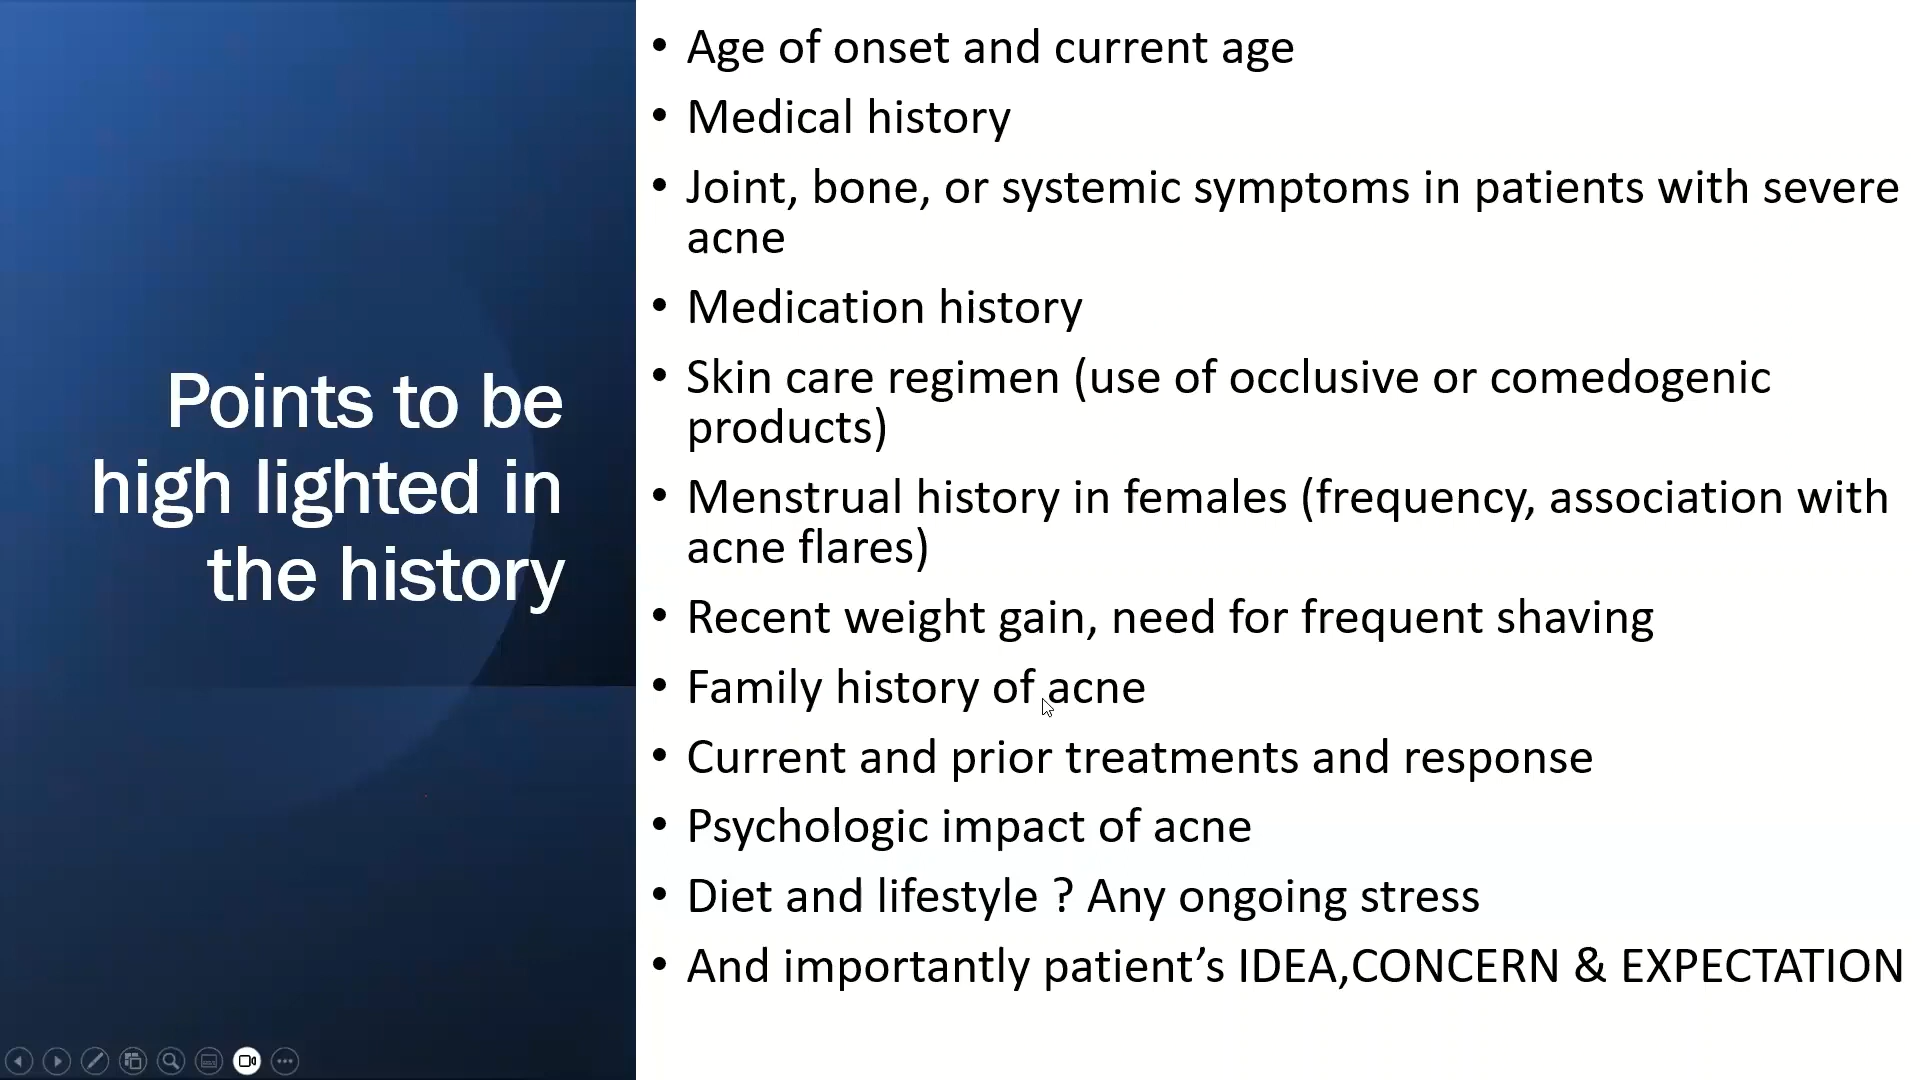 Points to be
high lighted in
the history
• Age of onset and current age
• Medical history
• Joint, bone, or systemic symptoms in patients with severe
acne
• Medication history
• Skin care regimen (use of occlusive or comedogenic
products)
• Menstrual history in females (frequency, association with
acne flares)
• Recent weight gain, need for frequent shaving
• Family history of acne
• Current and prior treatments and response
• Psychologic impact of acne
• Diet and lifestyle ? Any ongoing stress
• And importantly patient’s IDEA,CONCERN & EXPECTATION